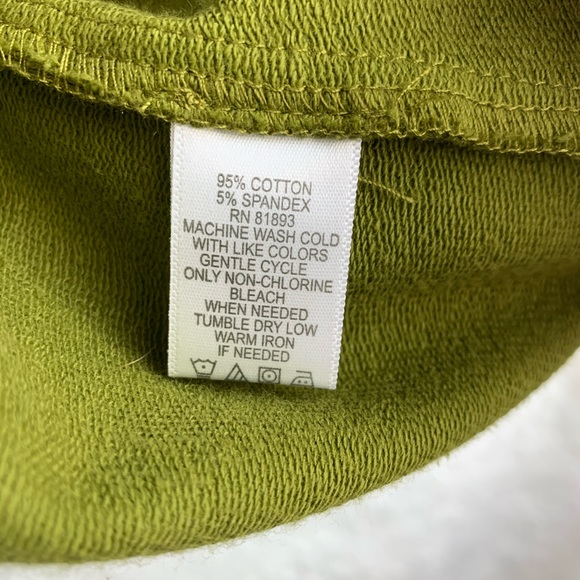 95% COTTON
5% SPANDEX
RN 81893
MACHINE WASH COLD
WITH LIKE COLORS
GENTLE CYCLE
ONLY NON-CHLORINE
BLEACH
WHEN NEEDED
TUMBLE DRY LOW
WARM IRON
IF NEEDED